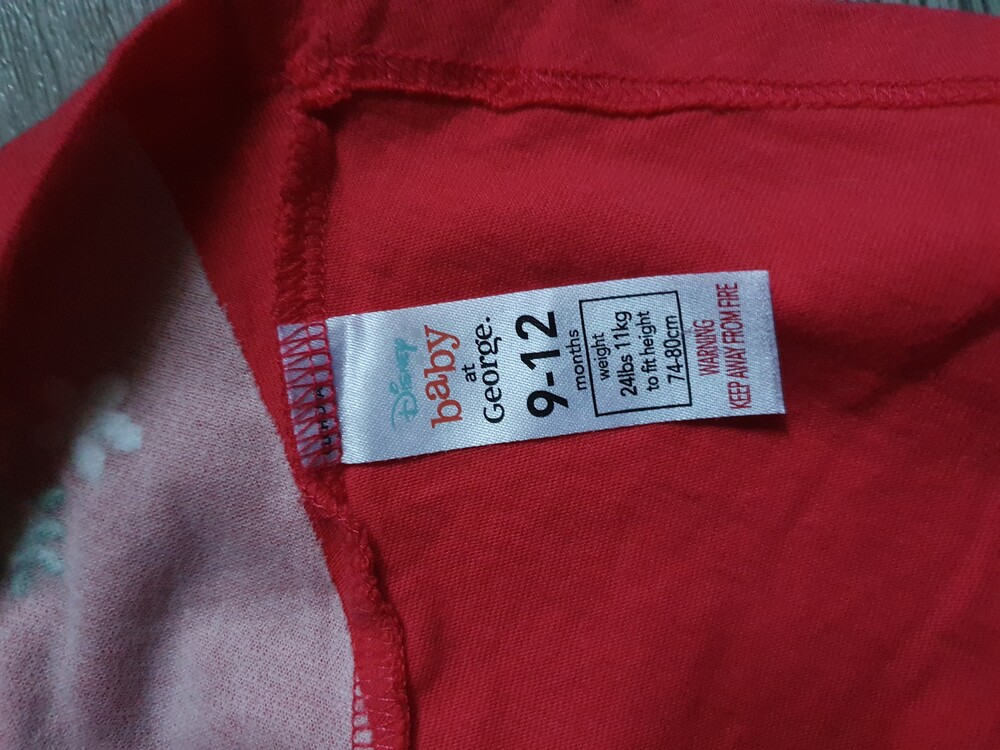 Disney
baby
at
George.
9-12
months
weight
24lbs 11kg
to fit height
74-80cm
WARNING
KEEP AWAY FROM FIRE